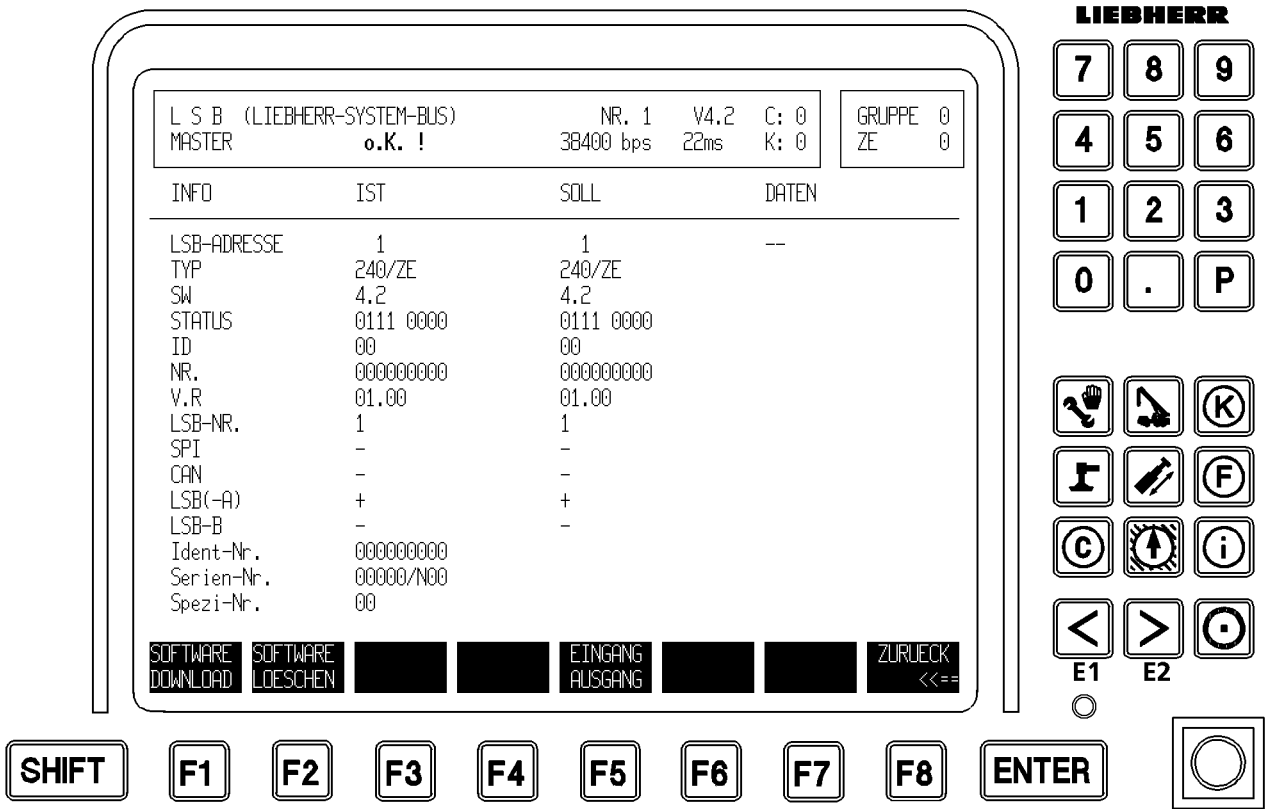 LIEBHERR
L S B (LIEBHERR-SYSTEM-BUS) NR. 1 V4.2 C: 0 GRUPPE 0
MASTER o.K. ! 38400 bps 22ms K: 0 ZE 0
INFO IST SOLL DATEN
LSB-ADRESSE 1 1 --
TYP 240/ZE 240/ZE
SW 4.2 4.2
STATUS 0111 0000 0111 0000
ID 00 00
NR. 000000000 000000000
V.R 01.00 01.00
LSB-NR. 1 1
SPI - -
CAN - -
LSB(-A) + +
LSB-B - -
Ident-Nr. 000000000
Serien-Nr. 00000/N00
Spezi-Nr. 00
SOFTWARE SOFTWARE EINGANG ZURUECK
DOWNLOAD LOESCHEN AUSGANG <<==
7 8 9
4 5 6
1 2 3
0 . P
K
F
C i
< >
E1 E2
SHIFT F1 F2 F3 F4 F5 F6 F7 F8 ENTER